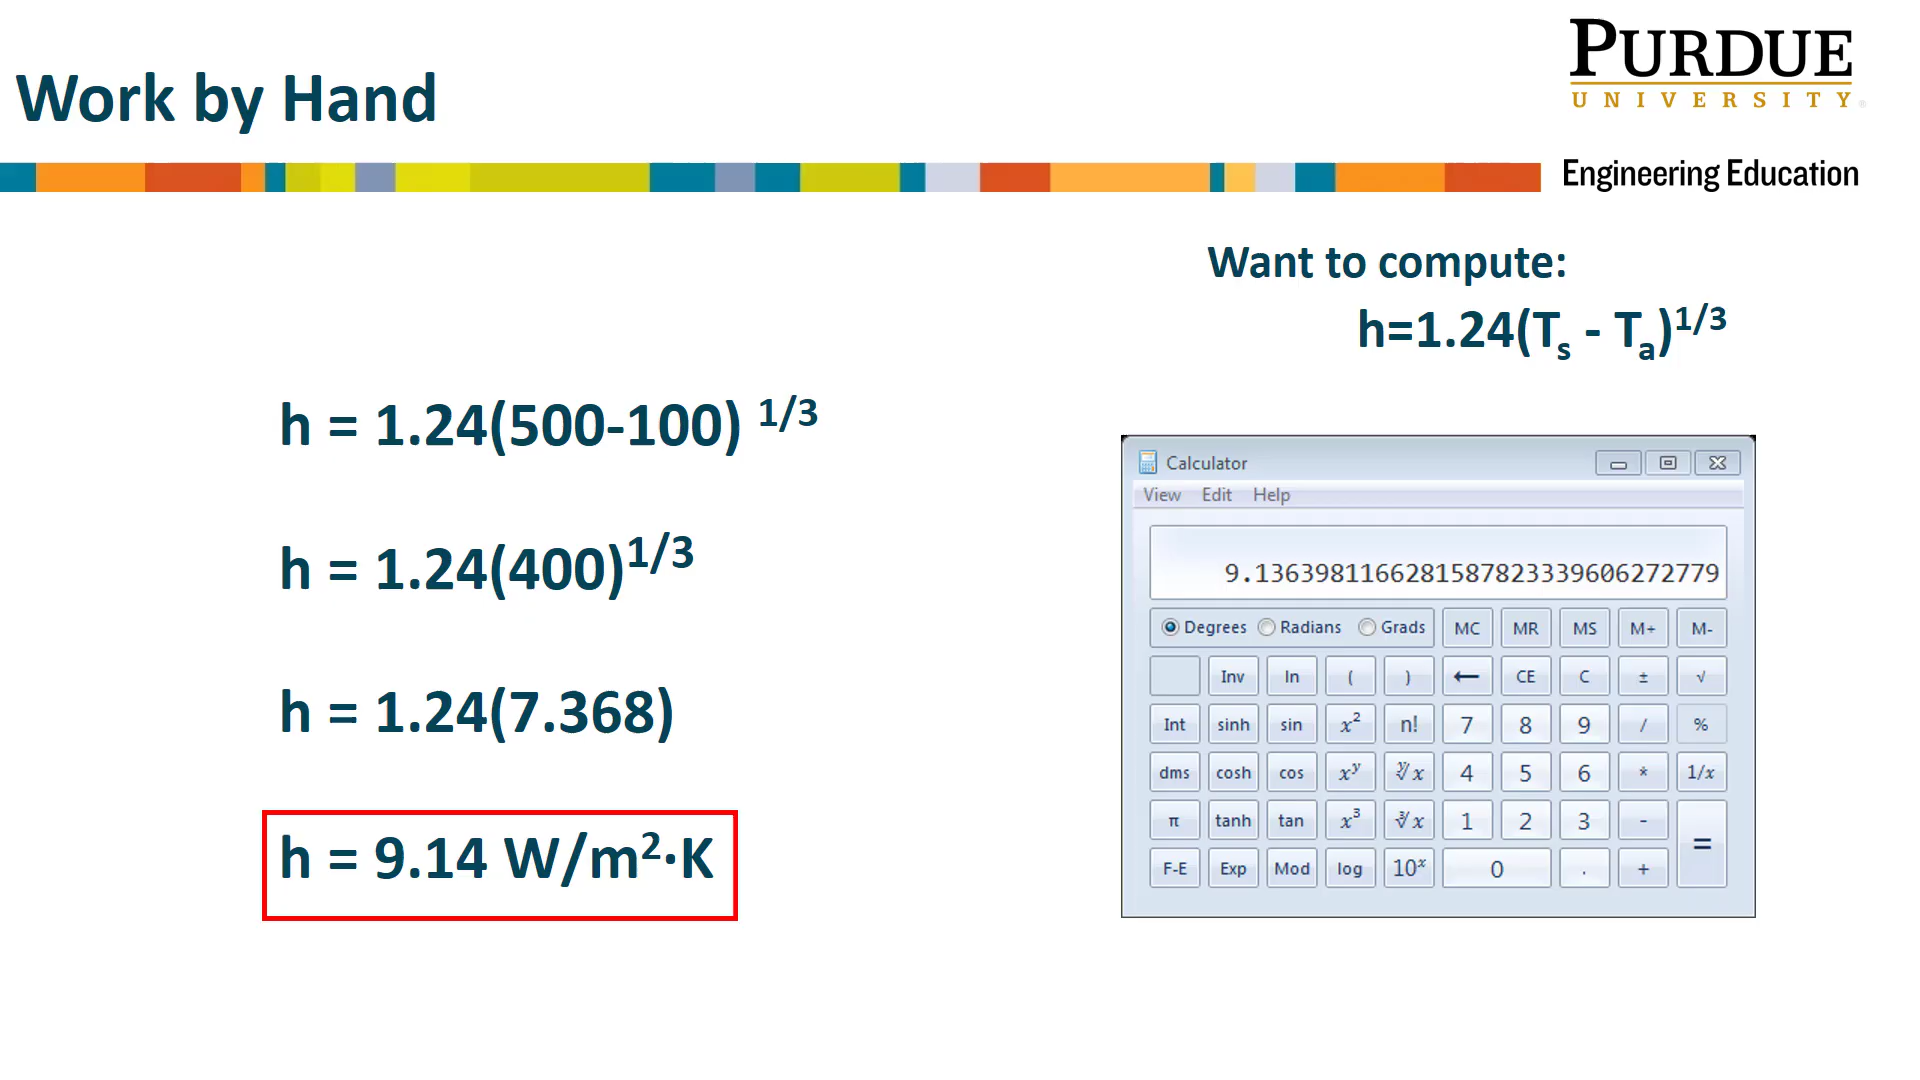 Work by Hand
PURDUE
UNIVERSITY®
Engineering Education
Want to compute:
h=1.24(Tₛ - Tₐ)¹/³
h = 1.24(500-100) ¹/³
h = 1.24(400)¹/³
h = 1.24(7.368)
h = 9.14 W/m²·K
Calculator
View Edit Help
9.1363981166281587823339606272779
Degrees Radians Grads MC MR MS M+ M-
Inv ln ( ) ← CE C ± √
Int sinh sin x² n! 7 8 9 / %
dms cosh cos xʸ ʸ√x 4 5 6 * 1/x
π tanh tan x³ ³√x 1 2 3 - =
F-E Exp Mod log 10ˣ 0 . +